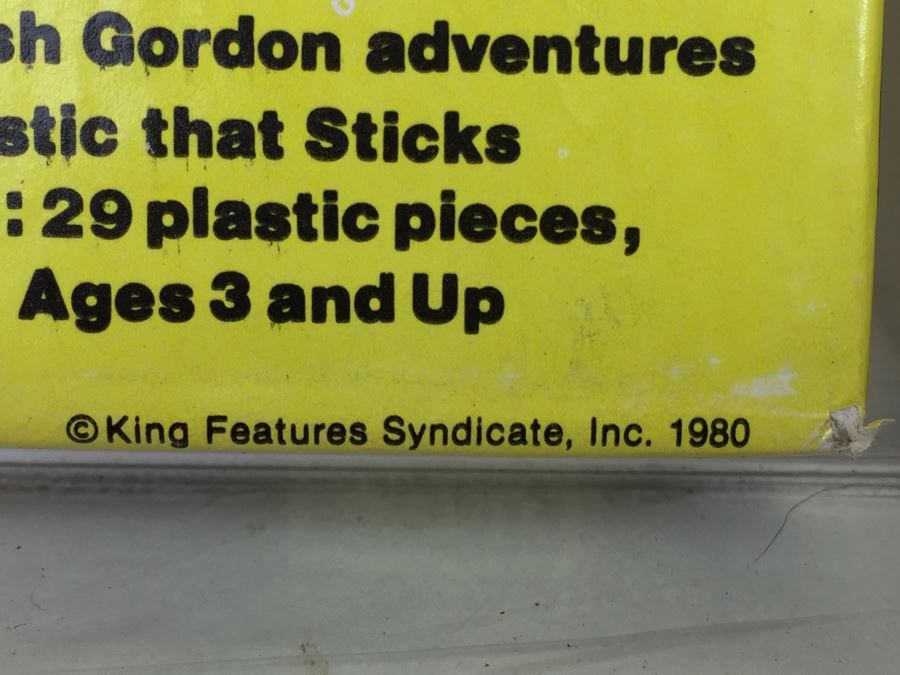 sh Gordon adventures
stic that Sticks
: 29 plastic pieces,
Ages 3 and Up
©King Features Syndicate, Inc. 1980